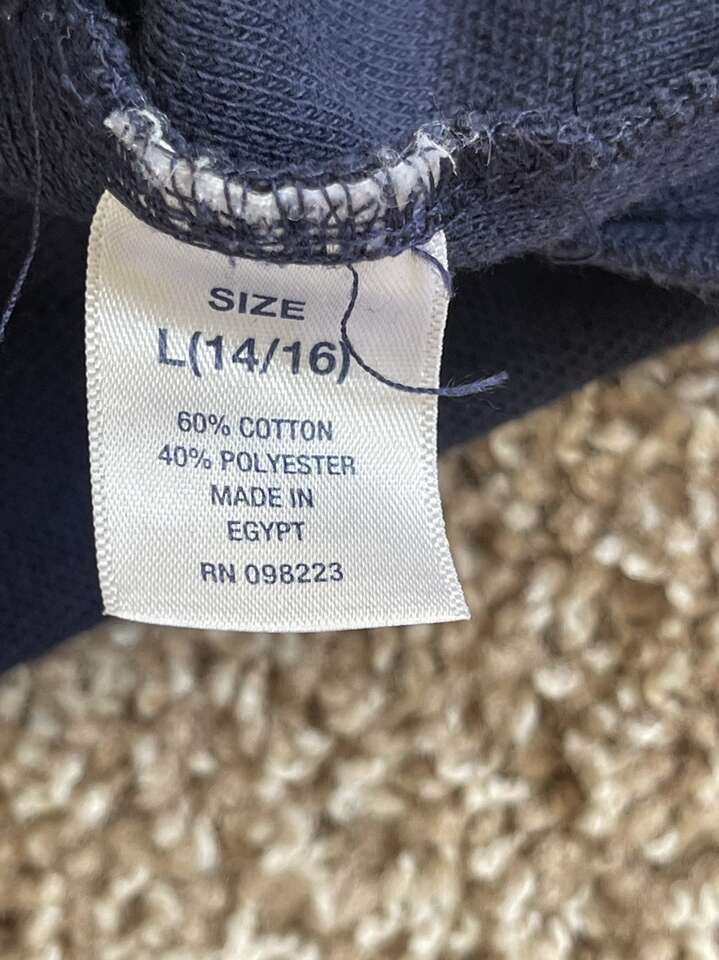 SIZE
L(14/16)
60% COTTON
40% POLYESTER
MADE IN
EGYPT
RN 098223